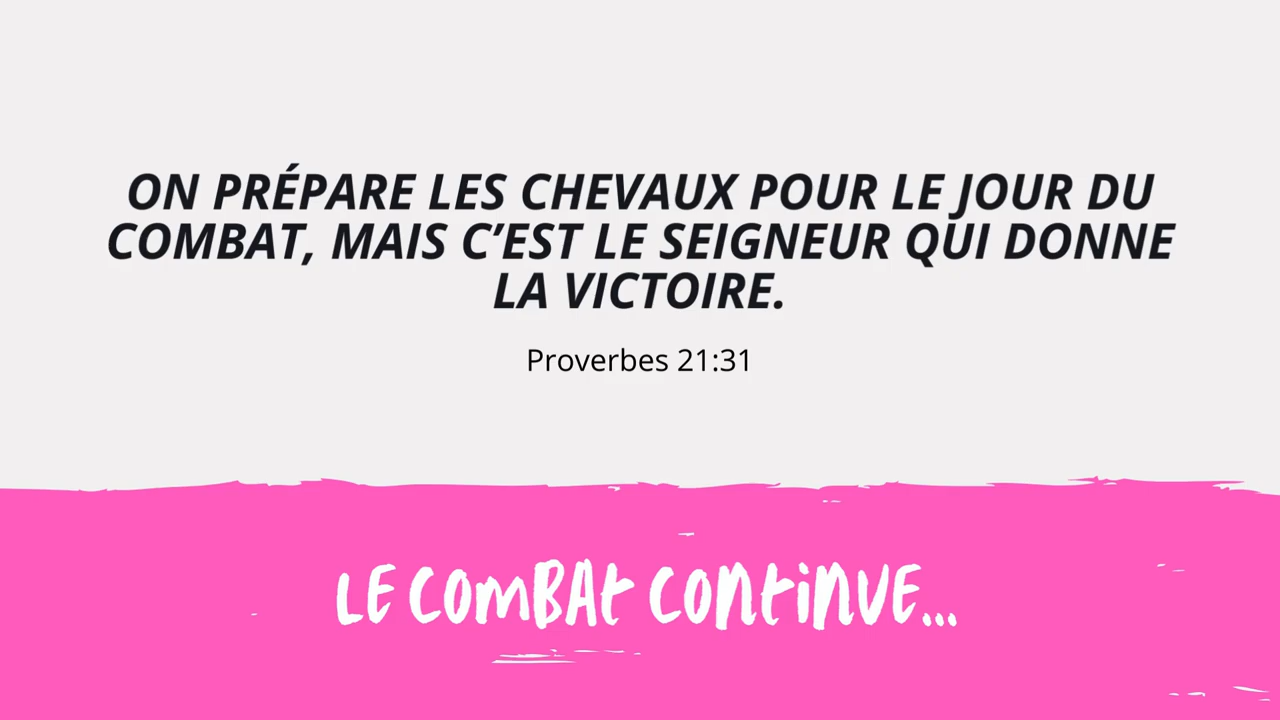 ON PRÉPARE LES CHEVAUX POUR LE JOUR DU
COMBAT, MAIS C’EST LE SEIGNEUR QUI DONNE
LA VICTOIRE.
Proverbes 21:31
LE COMBAT CONTINUE...